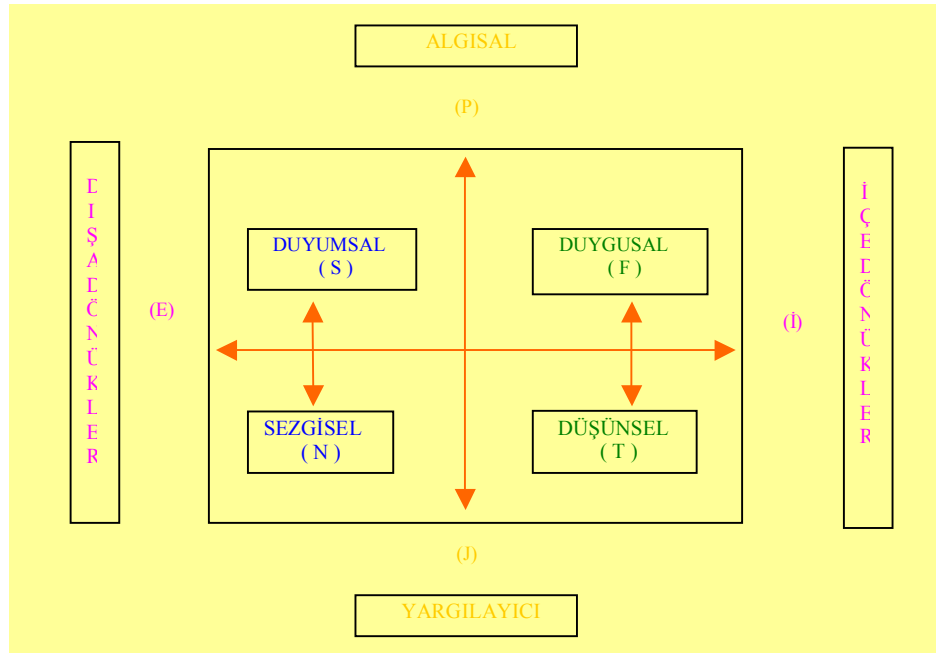 ALGISAL
(P)
DIŞADÖNÜKLER
(E)
DUYUMSAL
( S )
DUYGUSAL
( F )
SEZGİSEL
( N )
DÜŞÜNSEL
( T )
(İ)
İÇEDÖNÜKLER
(J)
YARGILAYICI